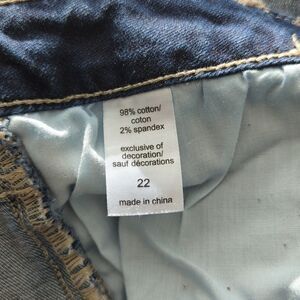 98% cotton/
coton
2% spandex
exclusive of
decoration/
sauf décorations
22
made in china